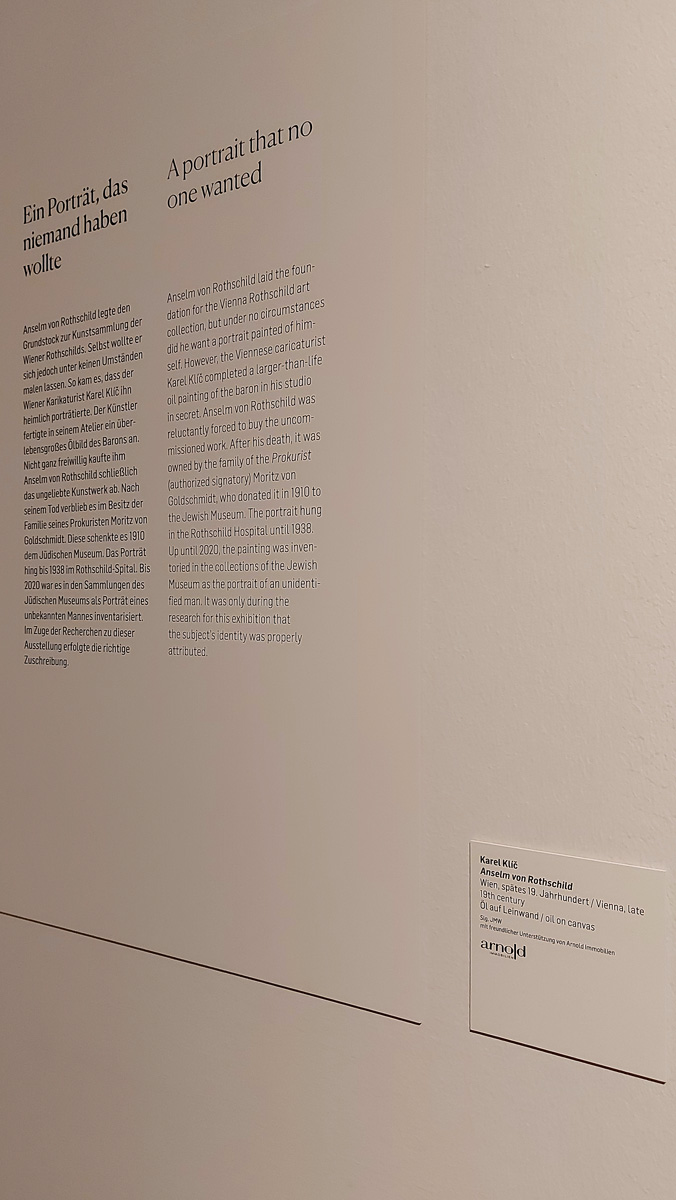 Ein Porträt, das
niemand haben
wollte
Anselm von Rothschild legte den
Grundstock zur Kunstsammlung der
Wiener Rothschilds. Selbst wollte er
sich jedoch unter keinen Umständen
malen lassen. So kam es, dass der
Wiener Karikaturist Karel Klíč ihn
heimlich porträtierte. Der Künstler
fertigte in seinem Atelier ein über-
lebensgroßes Ölbild des Barons an.
Nicht ganz freiwillig kaufte ihm
Anselm von Rothschild schließlich
das ungeliebte Kunstwerk ab. Nach
seinem Tod verblieb es im Besitz der
Familie seines Prokuristen Moritz von
Goldschmidt. Diese schenkte es 1910
dem Jüdischen Museum. Das Porträt
hing bis 1938 im Rothschild-Spital. Bis
2020 war es in den Sammlungen des
Jüdischen Museums als Porträt eines
unbekannten Mannes inventarisiert.
Im Zuge der Recherchen zu dieser
Ausstellung erfolgte die richtige
Zuschreibung.
A portrait that no
one wanted
Anselm von Rothschild laid the foun-
dation for the Vienna Rothschild art
collection, but under no circumstances
did he want a portrait painted of him-
self. However, the Viennese caricaturist
Karel Klíč completed a larger-than-life
oil painting of the baron in his studio
in secret. Anselm von Rothschild was
reluctantly forced to buy the uncom-
missioned work. After his death, it was
owned by the family of the Prokurist
(authorized signatory) Moritz von
Goldschmidt, who donated it in 1910 to
the Jewish Museum. The portrait hung
in the Rothschild Hospital until 1938.
Up until 2020, the painting was inven-
toried in the collections of the Jewish
Museum as the portrait of an unidenti-
fied man. It was only during the
research for this exhibition that
the subject's identity was properly
attributed.
Karel Klíč
Anselm von Rothschild
Wien, spätes 19. Jahrhundert / Vienna, late
19th century
Öl auf Leinwand / oil on canvas
Slg. JMW
mit freundlicher Unterstützung von Arnold Immobilien
arnold
IMMOBILIEN